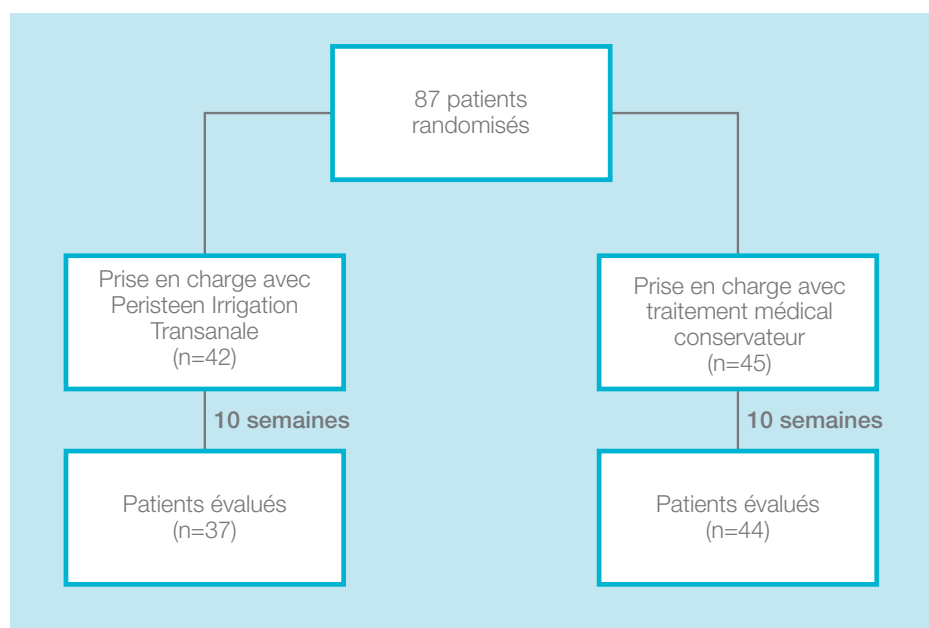 87 patients
randomisés
Prise en charge avec
Peristeen Irrigation
Transanale
(n=42)
Prise en charge avec
traitement médical
conservateur
(n=45)
10 semaines
10 semaines
Patients évalués
(n=37)
Patients évalués
(n=44)